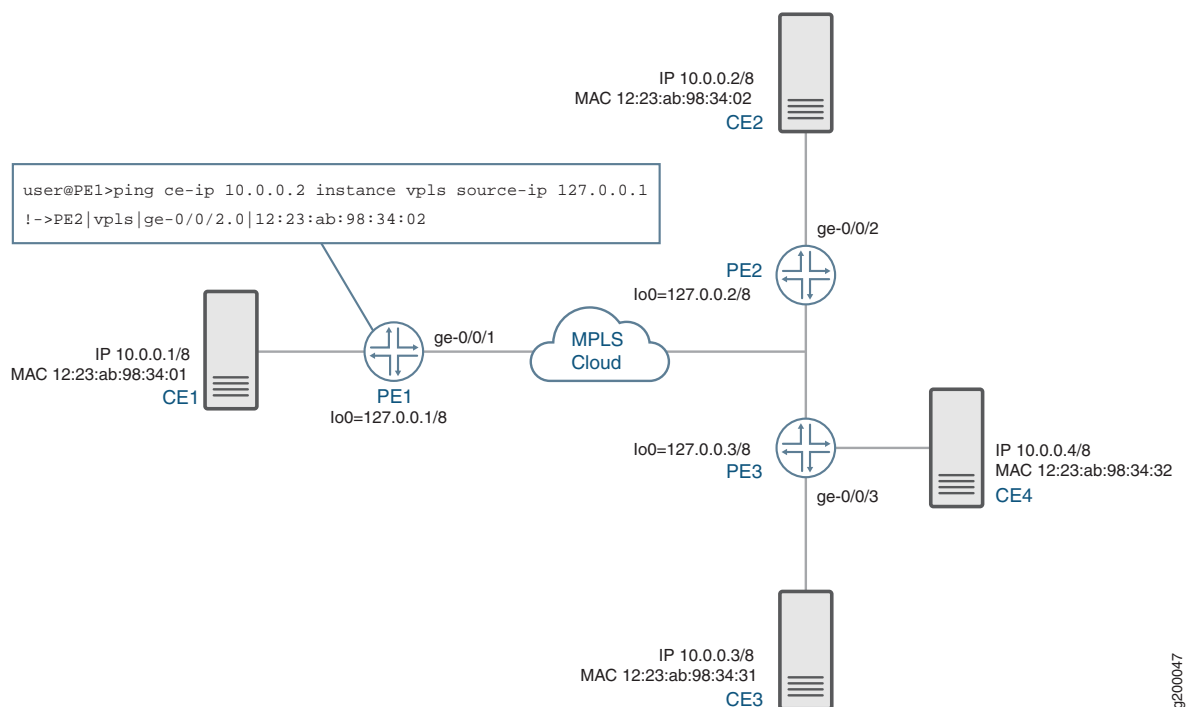 IP 10.0.0.2/8
MAC 12:23:ab:98:34:02
CE2
user@PE1>ping ce-ip 10.0.0.2 instance vpls source-ip 127.0.0.1
!->PE2|vpls|ge-0/0/2.0|12:23:ab:98:34:02
ge-0/0/2
PE2
lo0=127.0.0.2/8
IP 10.0.0.1/8
MAC 12:23:ab:98:34:01
CE1
ge-0/0/1
PE1
lo0=127.0.0.1/8
MPLS
Cloud
lo0=127.0.0.3/8
PE3
ge-0/0/3
IP 10.0.0.4/8
MAC 12:23:ab:98:34:32
CE4
IP 10.0.0.3/8
MAC 12:23:ab:98:34:31
CE3
g200047